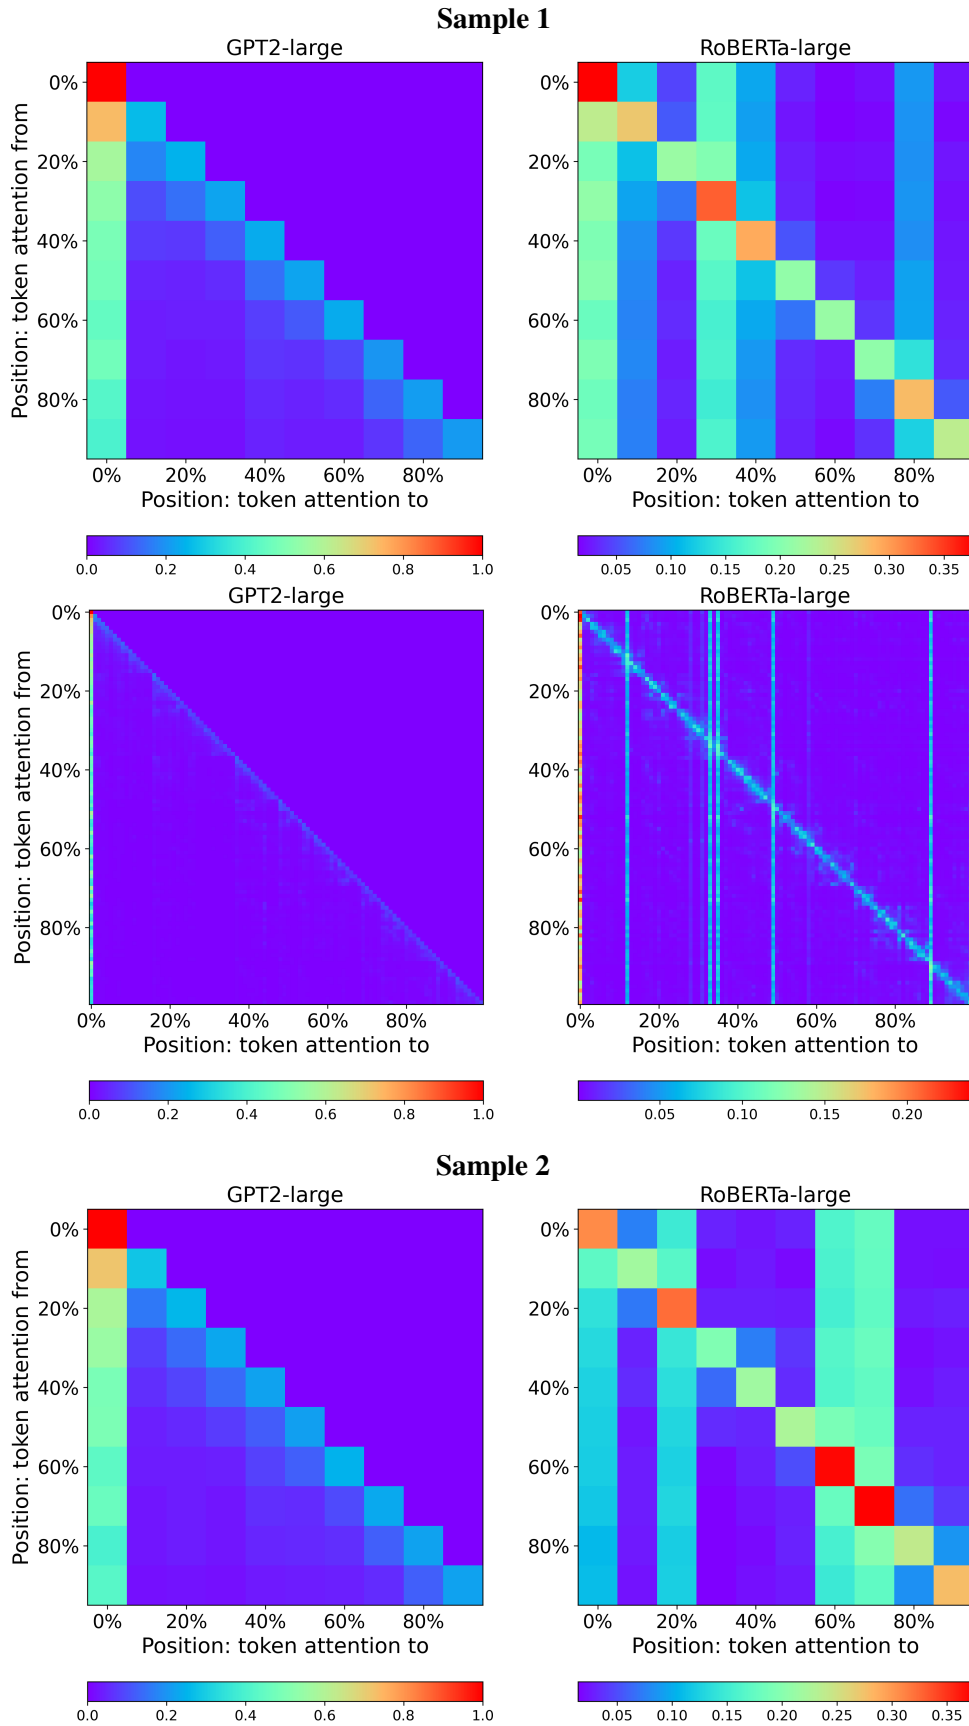 Sample 1
GPT2-large
RoBERTa-large
Position: token attention from
0%
20%
40%
60%
80%
0% 20% 40% 60% 80%
Position: token attention to
0% 20% 40% 60% 80%
Position: token attention to
0.0 0.2 0.4 0.6 0.8 1.0
0.05 0.10 0.15 0.20 0.25 0.30 0.35
GPT2-large
RoBERTa-large
Position: token attention from
0%
20%
40%
60%
80%
0%
20%
40%
60%
80%
0% 20% 40% 60% 80%
Position: token attention to
0% 20% 40% 60% 80%
Position: token attention to
0.0 0.2 0.4 0.6 0.8 1.0
0.05 0.10 0.15 0.20
Sample 2
GPT2-large
RoBERTa-large
Position: token attention from
0%
20%
40%
60%
80%
0%
20%
40%
60%
80%
0% 20% 40% 60% 80%
Position: token attention to
0% 20% 40% 60% 80%
Position: token attention to
0.0 0.2 0.4 0.6 0.8 1.0
0.05 0.10 0.15 0.20 0.25 0.30 0.35